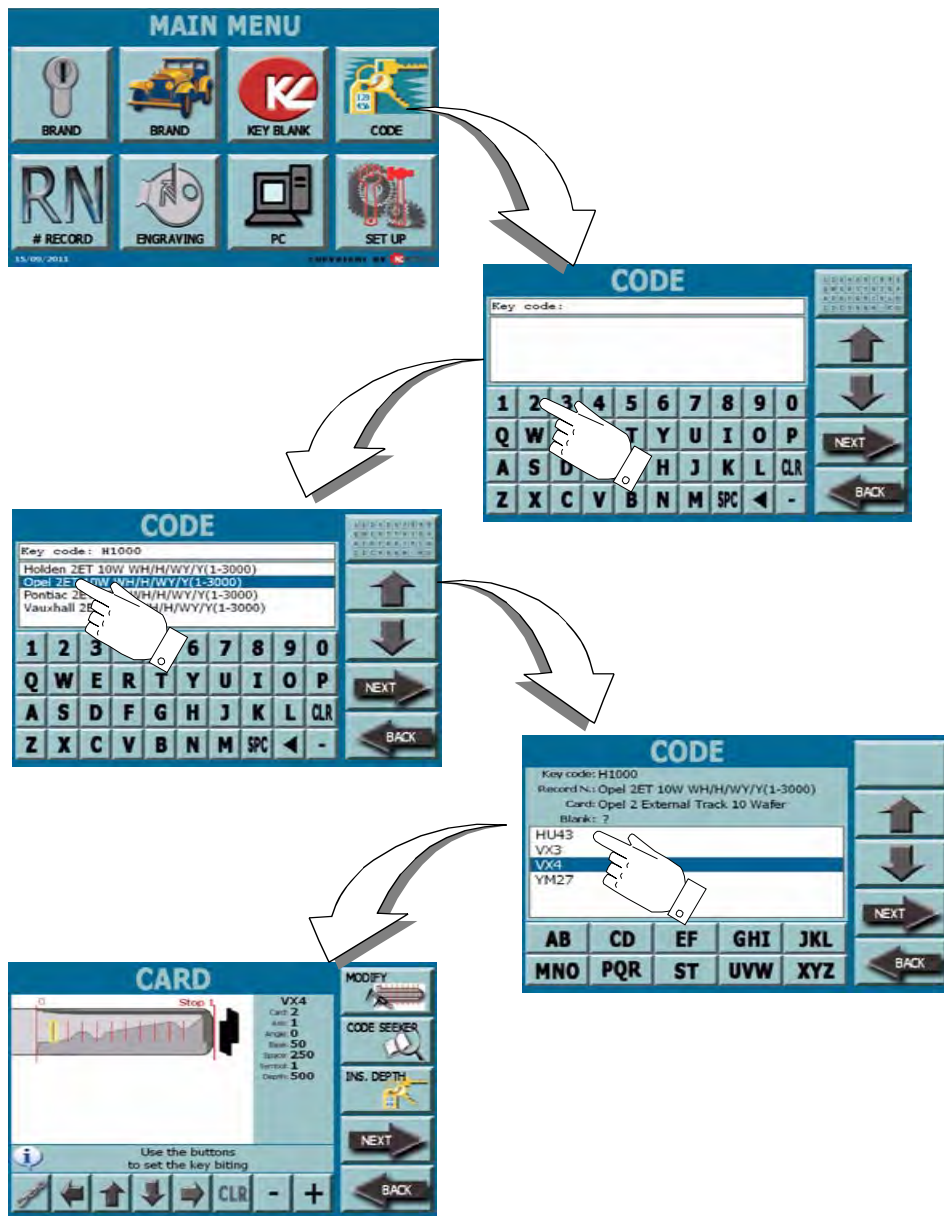 MAIN MENU
BRAND
BRAND
KEY BLANK
CODE
RN
# RECORD
ENGRAVING
PC
SET UP
15/09/2011
COPYRIGHT BY
CODE
Key code:
1 2 3 4 5 6 7 8 9 0
Q W T Y U I O P
A S D H J K L CLR
Z X C V B N M SPC ◀ -
NEXT
BACK
CODE
Key code: H1000
Holden 2ET 10W WH/H/WY/Y(1-3000)
Opel 2ET 10W WH/H/WY/Y(1-3000)
Pontiac 2E /H/WY/Y(1-3000)
Vauxhall 2E H/WY/Y(1-3000)
1 2 3 6 7 8 9 0
Q W E R T Y U I O P
A S D F G H J K L CLR
Z X C V B N M SPC ◀ -
NEXT
BACK
CODE
Key code: H1000
Record N.: Opel 2ET 10W WH/H/WY/Y(1-3000)
Card: Opel 2 External Track 10 Wafer
Blank: ?
HU43
VX3
VX4
YM27
AB CD EF GHI JKL
MNO PQR ST UVW XYZ
NEXT
BACK
CARD
0 Stop 1
VX4
Card: 2
Axis: 1
Angle: 0
Base: 50
Space: 250
Symbol: 1
Depth: 500
MODIFY
CODE SEEKER
INS. DEPTH
NEXT
BACK
Use the buttons
to set the key biting
CLR - +